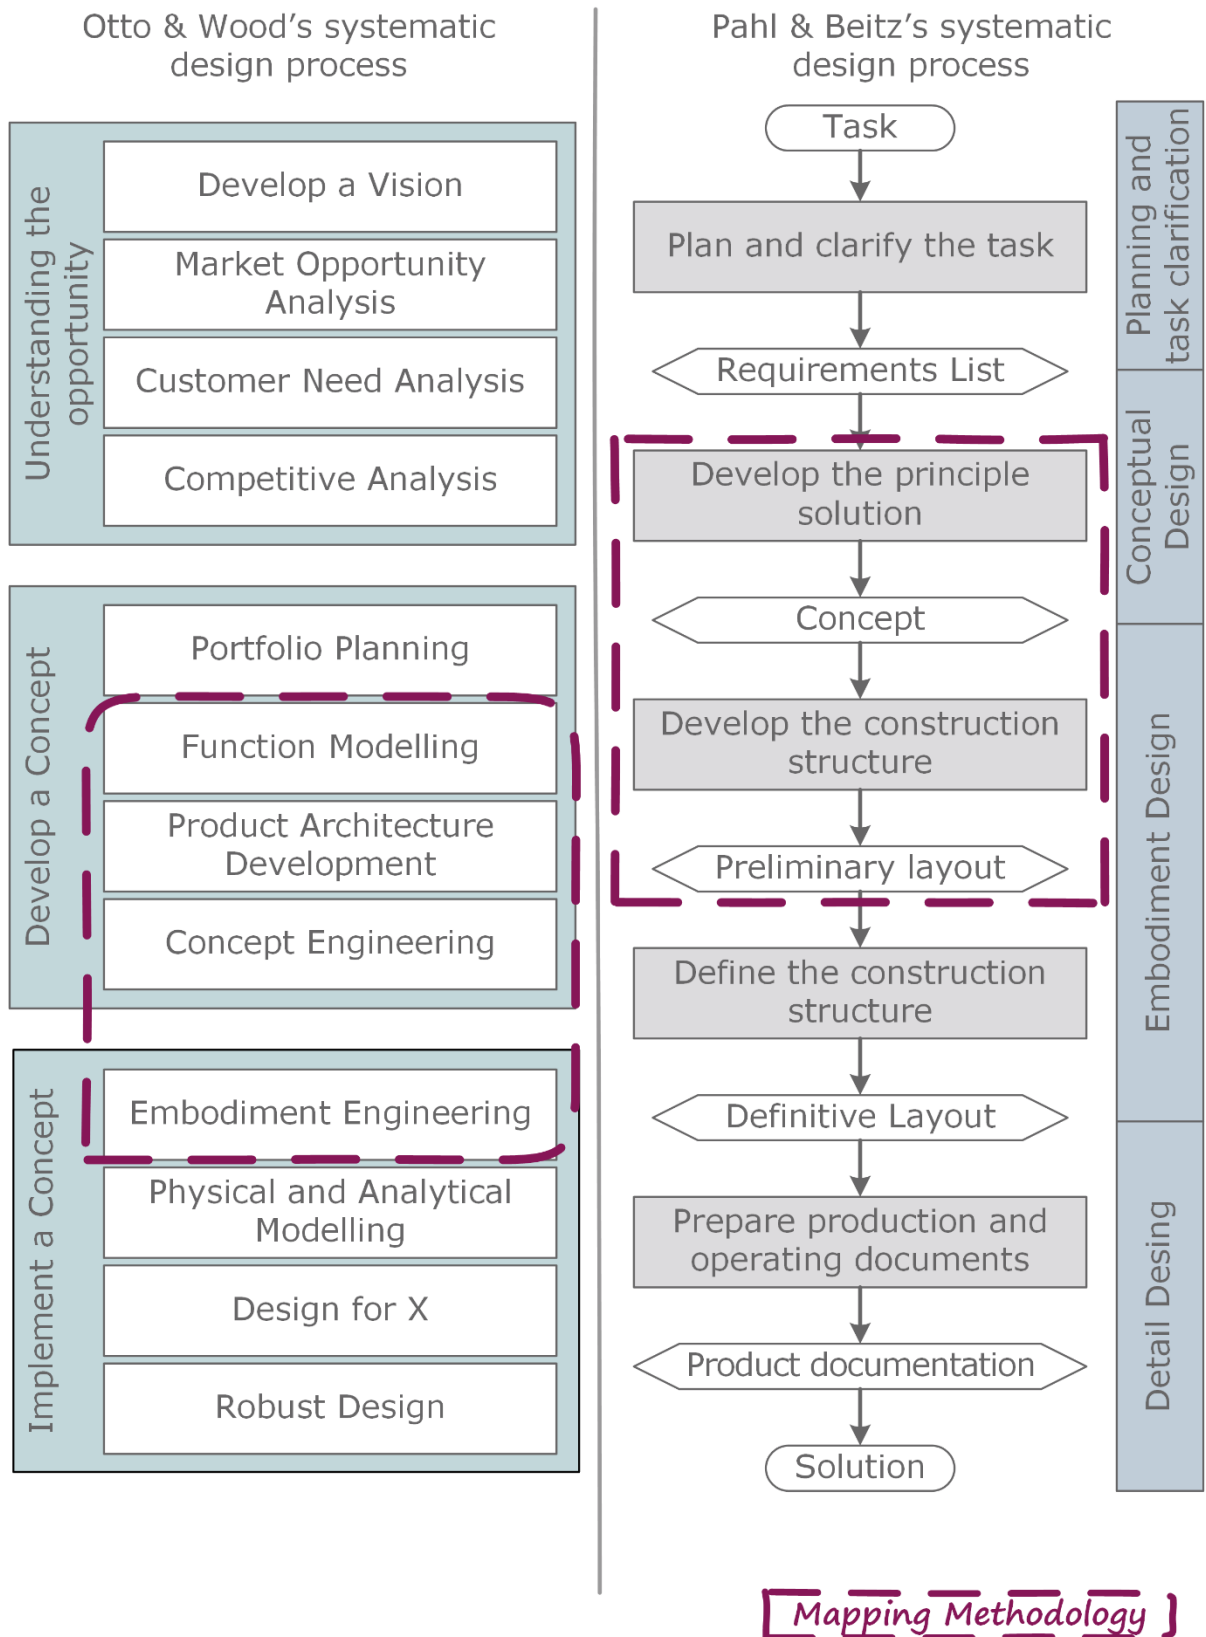 Otto & Wood's systematic
design process
Understanding the
opportunity
Develop a Vision
Market Opportunity
Analysis
Customer Need Analysis
Competitive Analysis
Develop a Concept
Portfolio Planning
Function Modelling
Product Architecture
Development
Concept Engineering
Implement a Concept
Embodiment Engineering
Physical and Analytical
Modelling
Design for X
Robust Design
Pahl & Beitz's systematic
design process
Task
Plan and clarify the task
Requirements List
Develop the principle
solution
Concept
Develop the construction
structure
Preliminary layout
Define the construction
structure
Definitive Layout
Prepare production and
operating documents
Product documentation
Solution
Planning and
task clarification
Conceptual
Design
Embodiment Design
Detail Desing
Mapping Methodology